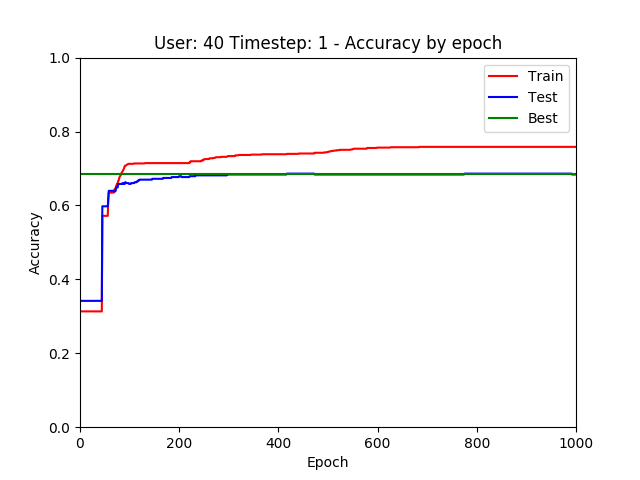 User: 40 Timestep: 1 - Accuracy by epoch
1.0
0.8
0.6
0.4
0.2
0.0
Accuracy
Train
Test
Best
0 200 400 600 800 1000
Epoch